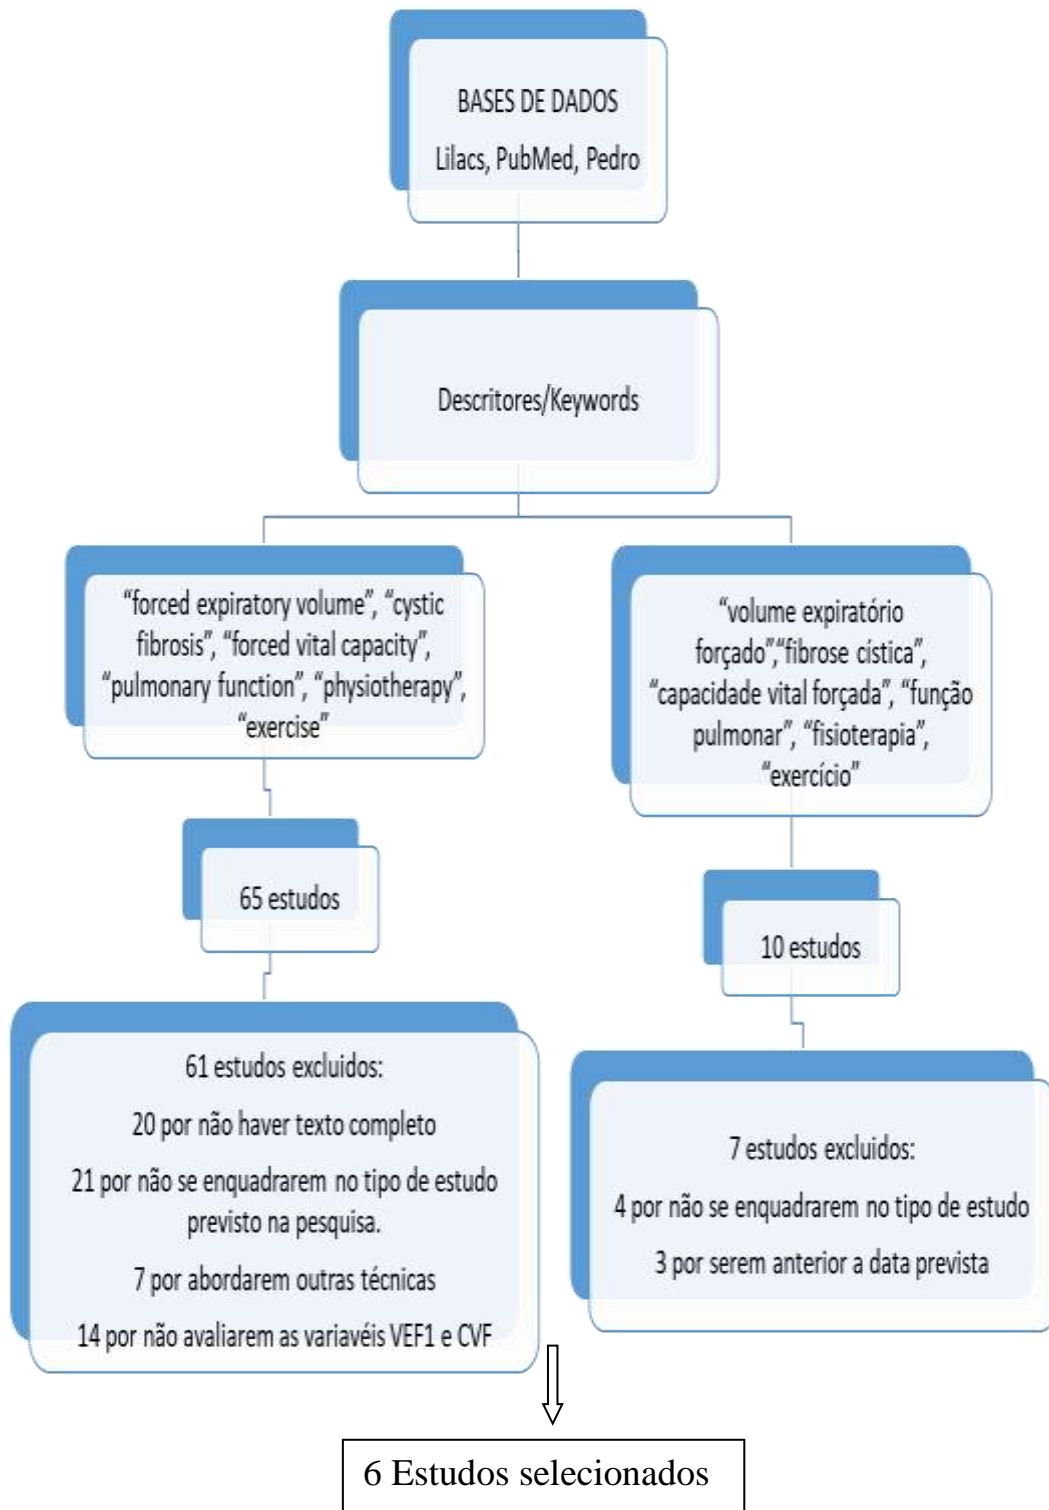 BASES DE DADOS
Lilacs, PubMed, Pedro
Descritores/Keywords
“forced expiratory volume”, “cystic
fibrosis”, “forced vital capacity”,
“pulmonary function”, “physiotherapy”,
“exercise”
“volume expiratório
forçado”,“fibrose cística”,
“capacidade vital forçada”, “função
pulmonar”, “fisioterapia”,
“exercício”
65 estudos
10 estudos
61 estudos excluidos:
20 por não haver texto completo
21 por não se enquadrarem no tipo de estudo
previsto na pesquisa.
7 por abordarem outras técnicas
14 por não avaliarem as variavéis VEF1 e CVF
7 estudos excluidos:
4 por não se enquadrarem no tipo de estudo
3 por serem anterior a data prevista
6 Estudos selecionados